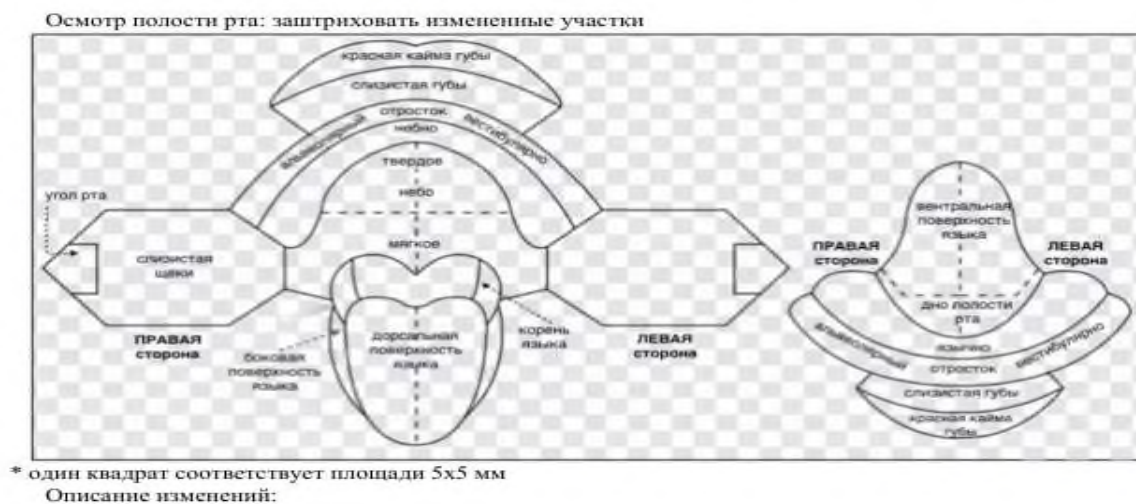 Осмотр полости рта: заштриховать измененные участки
красная кайма губы
слизистая губы
альвеолярный отросток вестибулярно
небно
твердое
небо
мягкое
угол рта
слизистая
щеки
ПРАВАЯ
сторона
боковая
поверхность
языка
дорсальная
поверхность
языка
корень
языка
ЛЕВАЯ
сторона
вентральная
поверхность
языка
ПРАВАЯ
сторона
ЛЕВАЯ
сторона
дно полости
рта
язычно
альвеолярный отросток вестибулярно
слизистая губы
красная кайма
губы
* один квадрат соответствует площади 5х5 мм
Описание изменений: